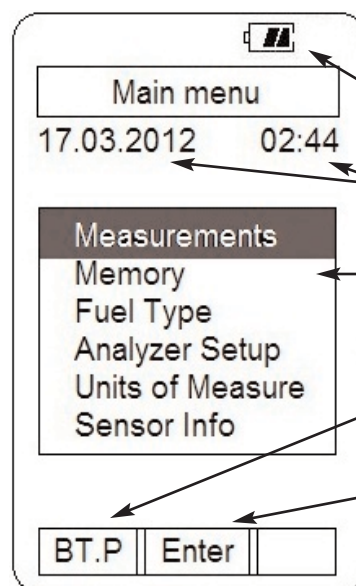 Main menu
17.03.2012 02:44
Measurements
Memory
Fuel Type
Analyzer Setup
Units of Measure
Sensor Info
BT.P Enter